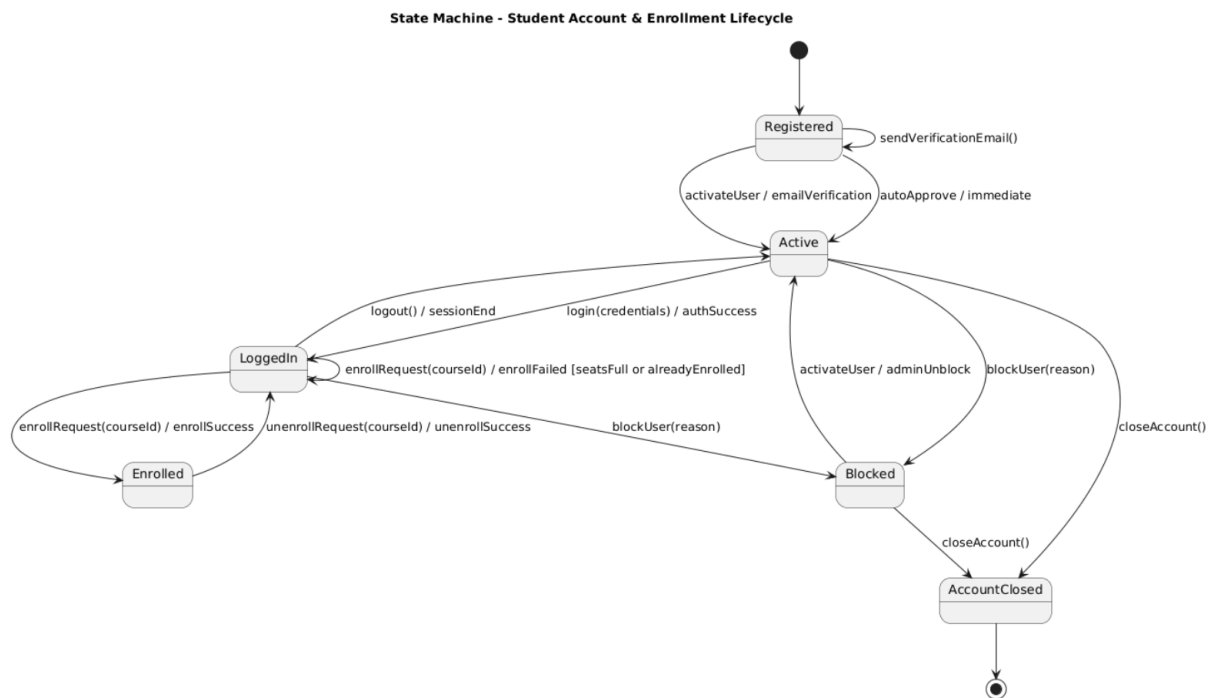 State Machine - Student Account & Enrollment Lifecycle
Registered
sendVerificationEmail()
activateUser / emailVerification
autoApprove / immediate
Active
logout() / sessionEnd
login(credentials) / authSuccess
LoggedIn
enrollRequest(courseId) / enrollFailed [seatsFull or alreadyEnrolled]
activateUser / adminUnblock
blockUser(reason)
enrollRequest(courseId) / enrollSuccess
unenrollRequest(courseId) / unenrollSuccess
blockUser(reason)
closeAccount()
Enrolled
Blocked
closeAccount()
AccountClosed